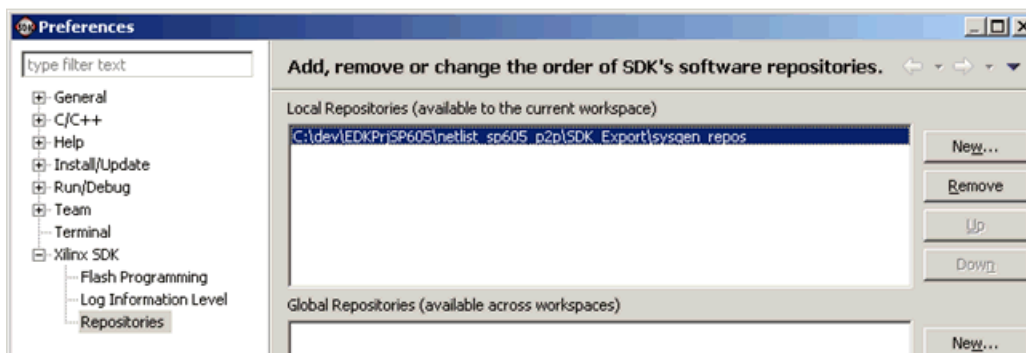 Preferences
type filter text
General
C/C++
Help
Install/Update
Run/Debug
Team
Terminal
Xilinx SDK
Flash Programming
Log Information Level
Repositories
Add, remove or change the order of SDK's software repositories.
Local Repositories (available to the current workspace)
C:\dev\EDKPrjSP605\netlist_sp605_p2p\SDK_Export\sysgen_repos
New...
Remove
Up
Down
Global Repositories (available across workspaces)
New...